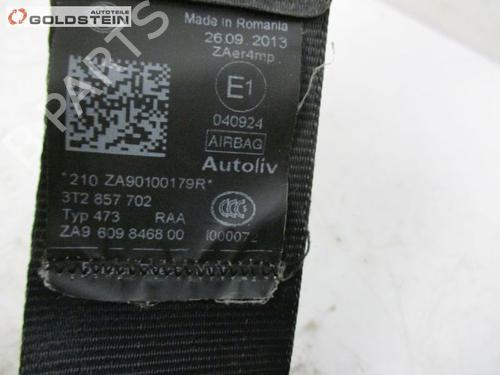 GOLDSTEIN
AUTOTEILE
Made in Romania
26.09.2013
ZAer4mp
E1
040924
AIRBAG
Autoliv
*210 ZA90100179R*
3T2 857 702
Typ 473 RAA
ZA9 609 8468 00 I000072